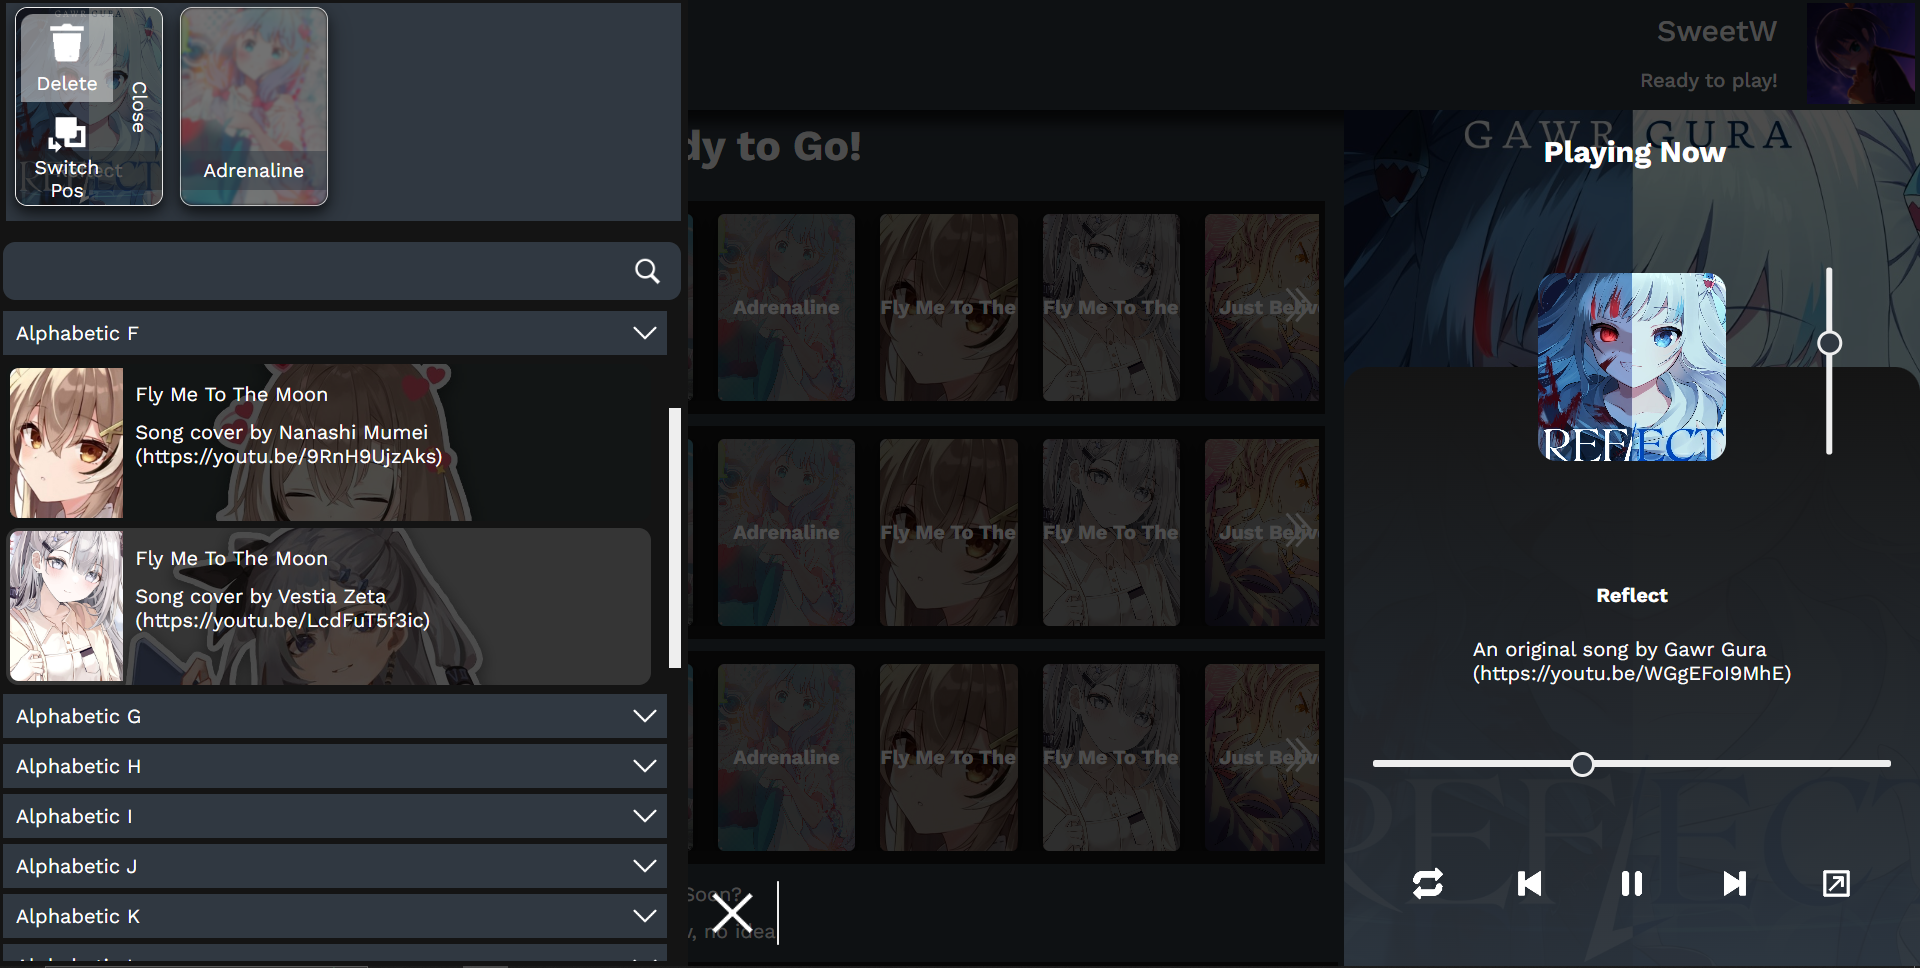 GAWR GURA
Delete
Close
Switch
Pos
Adrenaline
Alphabetic F
Fly Me To The Moon
Song cover by Nanashi Mumei
(https://youtu.be/9RnH9UjzAks)
Fly Me To The Moon
Song cover by Vestia Zeta
(https://youtu.be/LcdFuT5f3ic)
Alphabetic G
Alphabetic H
Alphabetic I
Alphabetic J
Alphabetic K
dy to Go!
Adrenaline
Fly Me To The
Fly Me To The
Just
Adrenaline
Fly Me To The
Fly Me To The
Just
Adrenaline
Fly Me To The
Fly Me To The
Just
Soon?
, no idea
SweetW
Ready to play!
GAWR GURA
Playing Now
REFLECT
Reflect
An original song by Gawr Gura
(https://youtu.be/WGgEFoI9MhE)
REFLECT